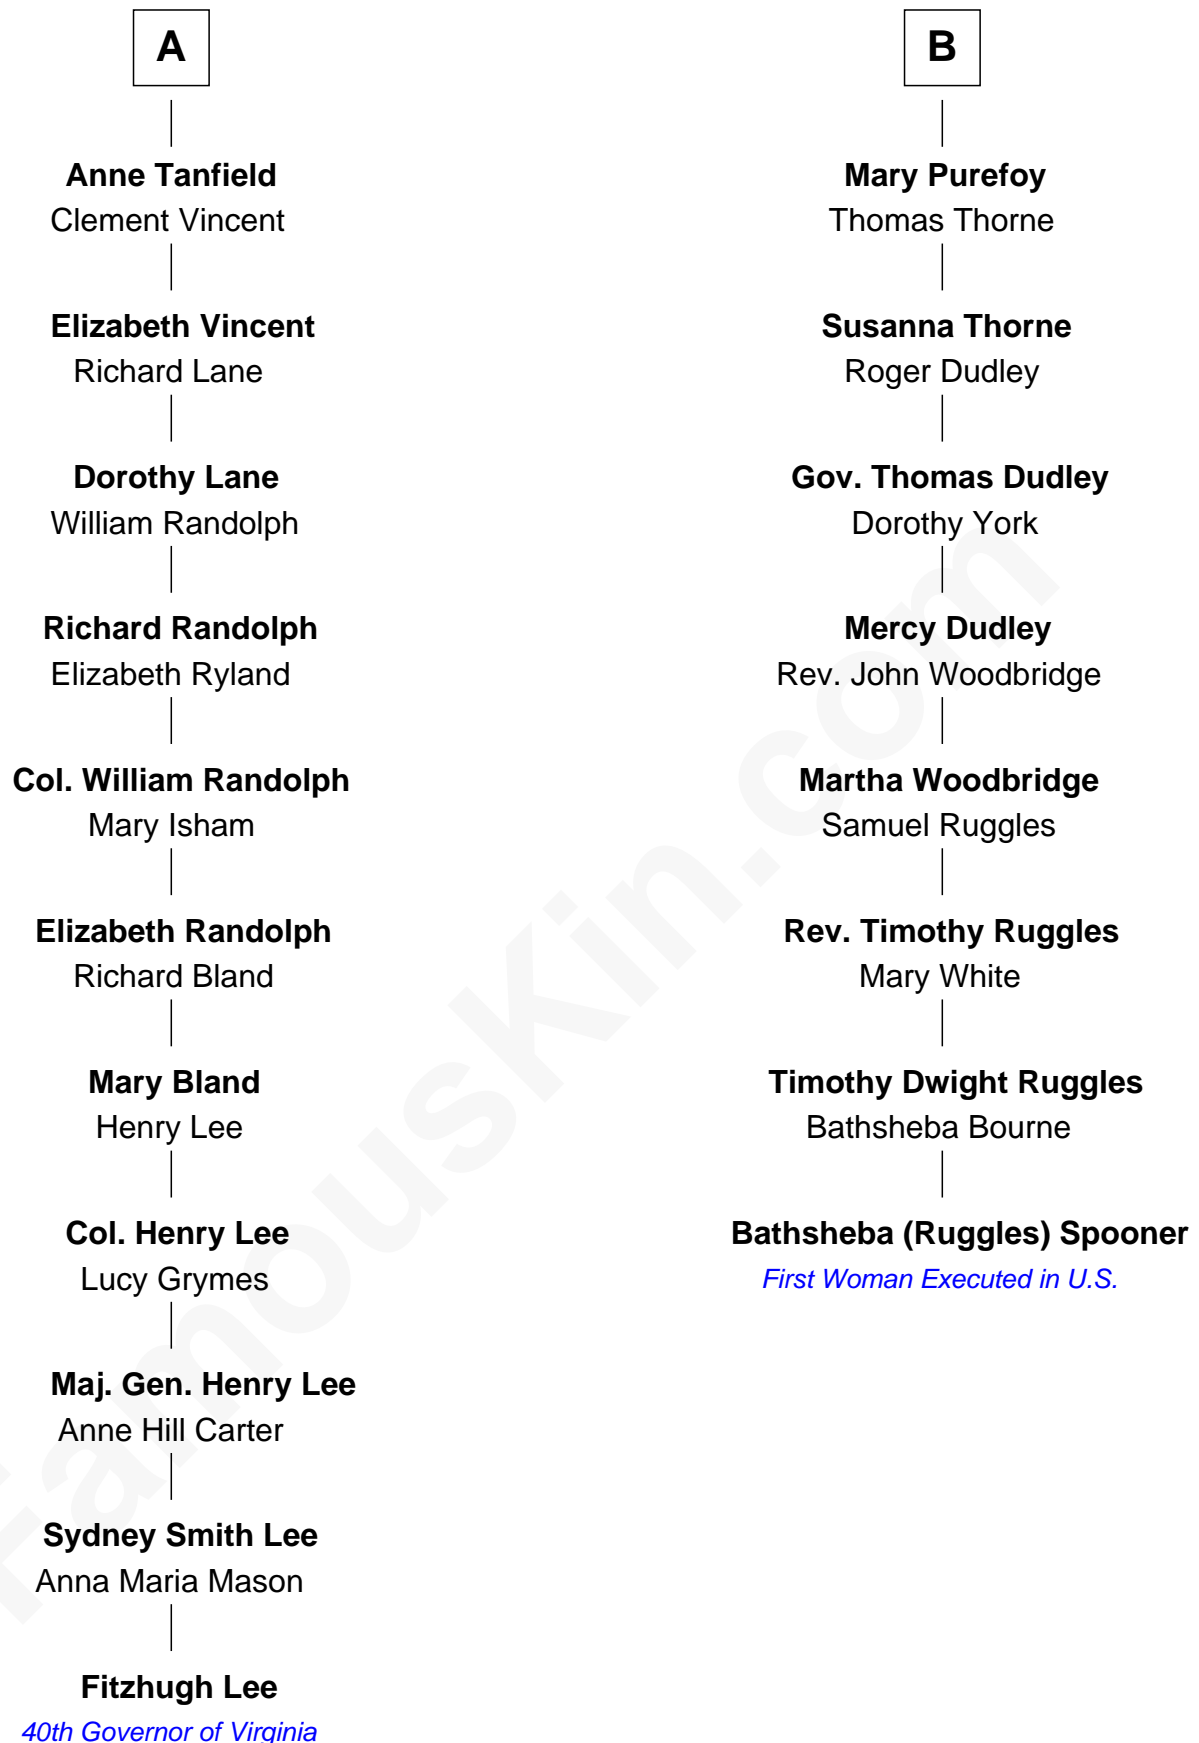 A
Anne Tanfield
Clement Vincent
Elizabeth Vincent
Richard Lane
Dorothy Lane
William Randolph
Richard Randolph
Elizabeth Ryland
Col. William Randolph
Mary Isham
Elizabeth Randolph
Richard Bland
Mary Bland
Henry Lee
Col. Henry Lee
Lucy Grymes
Maj. Gen. Henry Lee
Anne Hill Carter
Sydney Smith Lee
Anna Maria Mason
Fitzhugh Lee
40th Governor of Virginia
B
Mary Purefoy
Thomas Thorne
Susanna Thorne
Roger Dudley
Gov. Thomas Dudley
Dorothy York
Mercy Dudley
Rev. John Woodbridge
Martha Woodbridge
Samuel Ruggles
Rev. Timothy Ruggles
Mary White
Timothy Dwight Ruggles
Bathsheba Bourne
Bathsheba (Ruggles) Spooner
First Woman Executed in U.S.
FamousKin.com